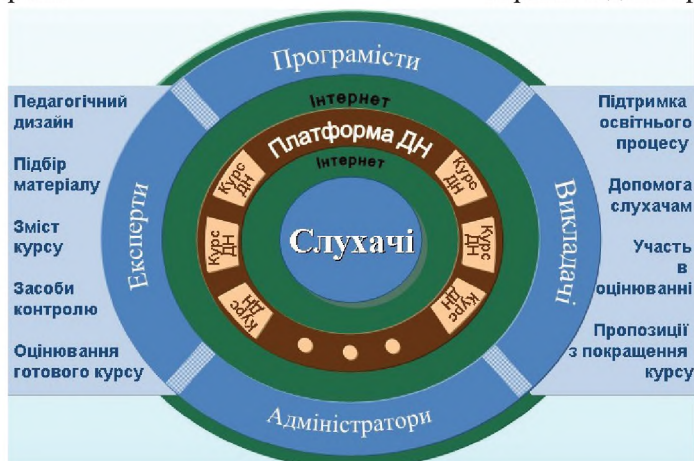 Програмісти
Інтернет
Платформа ДН
Інтернет
Педагогічний
дизайн
Підбір
матеріалу
Зміст
курсу
Засоби
контролю
Оцінювання
готового курсу
Експерти
Курс
ДН
Курс
ДН
Курс
ДН
Слухачі
Курс
ДН
Курс
ДН
Курс
ДН
Викладачі
Підтримка
освітнього
процесу
Допомога
слухачам
Участь
в
оцінюванні
Пропозиції
з покращення
курсу
Адміністратори